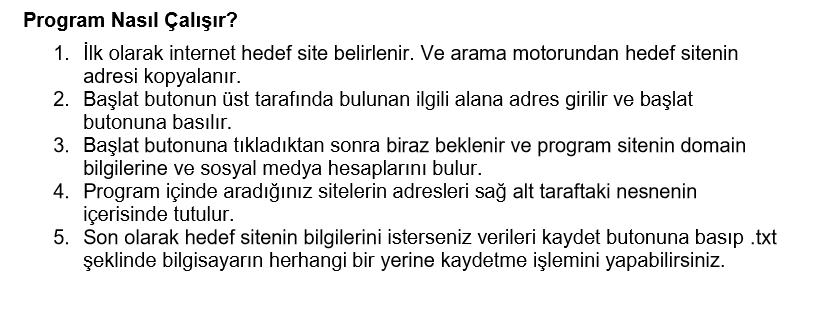 Program Nasıl Çalışır?
1. İlk olarak internet hedef site belirlenir. Ve arama motorundan hedef sitenin
adresi kopyalanır.
2. Başlat butonun üst tarafında bulunan ilgili alana adres girilir ve başlat
butonuna basılır.
3. Başlat butonuna tıkladıktan sonra biraz beklenir ve program sitenin domain
bilgilerine ve sosyal medya hesaplarını bulur.
4. Program içinde aradığınız sitelerin adresleri sağ alt taraftaki nesnenin
içerisinde tutulur.
5. Son olarak hedef sitenin bilgilerini isterseniz verileri kaydet butonuna basıp .txt
şeklinde bilgisayarın herhangi bir yerine kaydetme işlemini yapabilirsiniz.